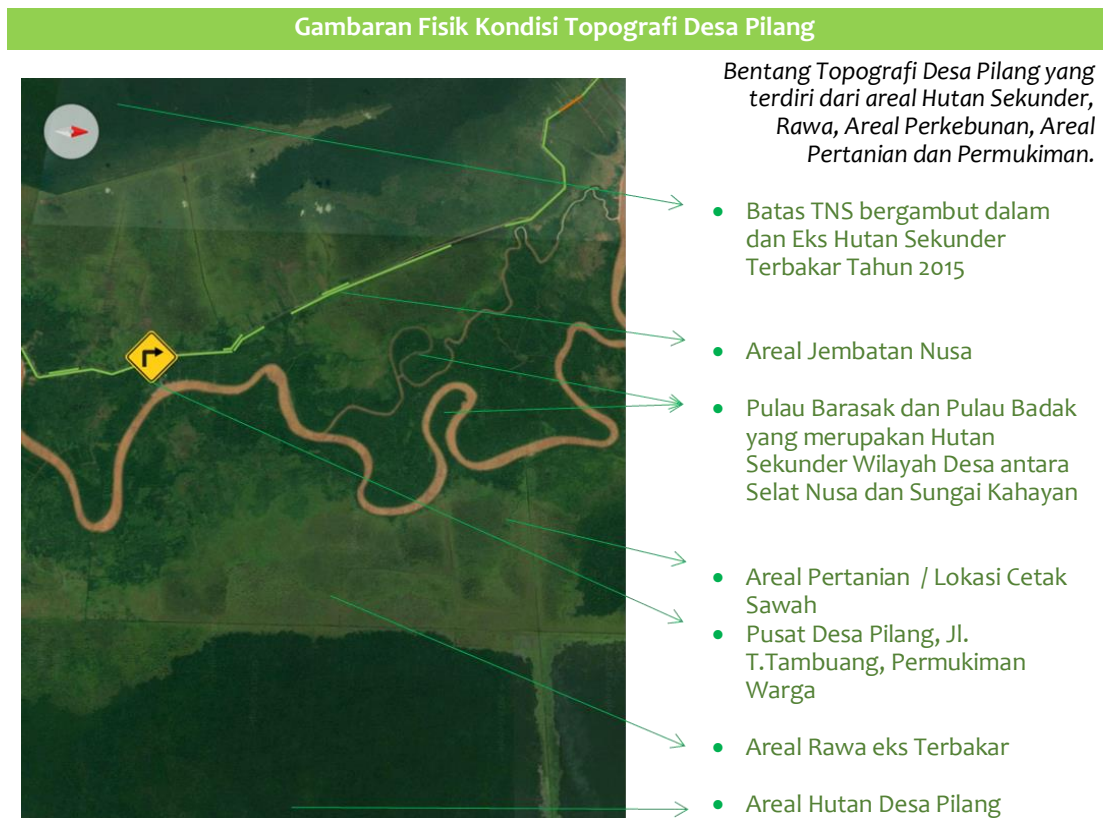 Gambaran Fisik Kondisi Topografi Desa Pilang
Bentang Topografi Desa Pilang yang
terdiri dari areal Hutan Sekunder,
Rawa, Areal Perkebunan, Areal
Pertanian dan Permukiman.
• Batas TNS bergambut dalam
dan Eks Hutan Sekunder
Terbakar Tahun 2015
• Areal Jembatan Nusa
• Pulau Barasak dan Pulau Badak
yang merupakan Hutan
Sekunder Wilayah Desa antara
Selat Nusa dan Sungai Kahayan
• Areal Pertanian / Lokasi Cetak
Sawah
• Pusat Desa Pilang, Jl.
T.Tambuang, Permukiman
Warga
• Areal Rawa eks Terbakar
• Areal Hutan Desa Pilang